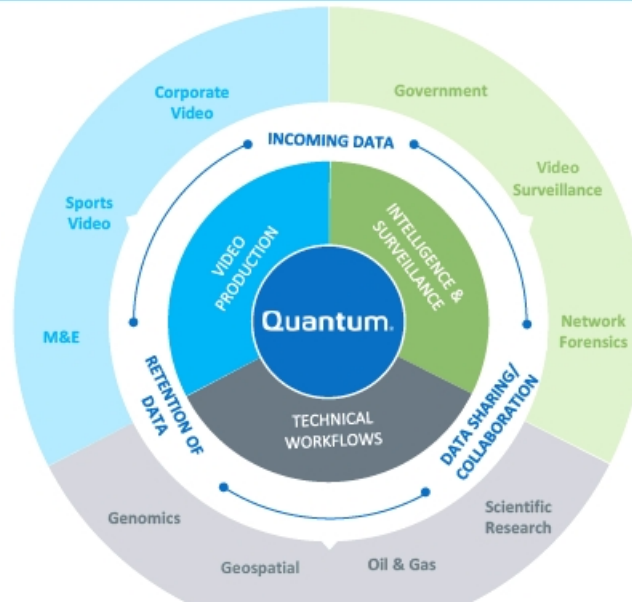 Corporate
Video
Government
INCOMING DATA
Video
Surveillance
Sports
Video
VIDEO
PRODUCTION
INTELLIGENCE &
SURVEILLANCE
Quantum.
M&E
Network
Forensics
RETENTION OF
DATA
DATA SHARING/
COLLABORATION
TECHNICAL
WORKFLOWS
Genomics
Scientific
Research
Geospatial
Oil & Gas